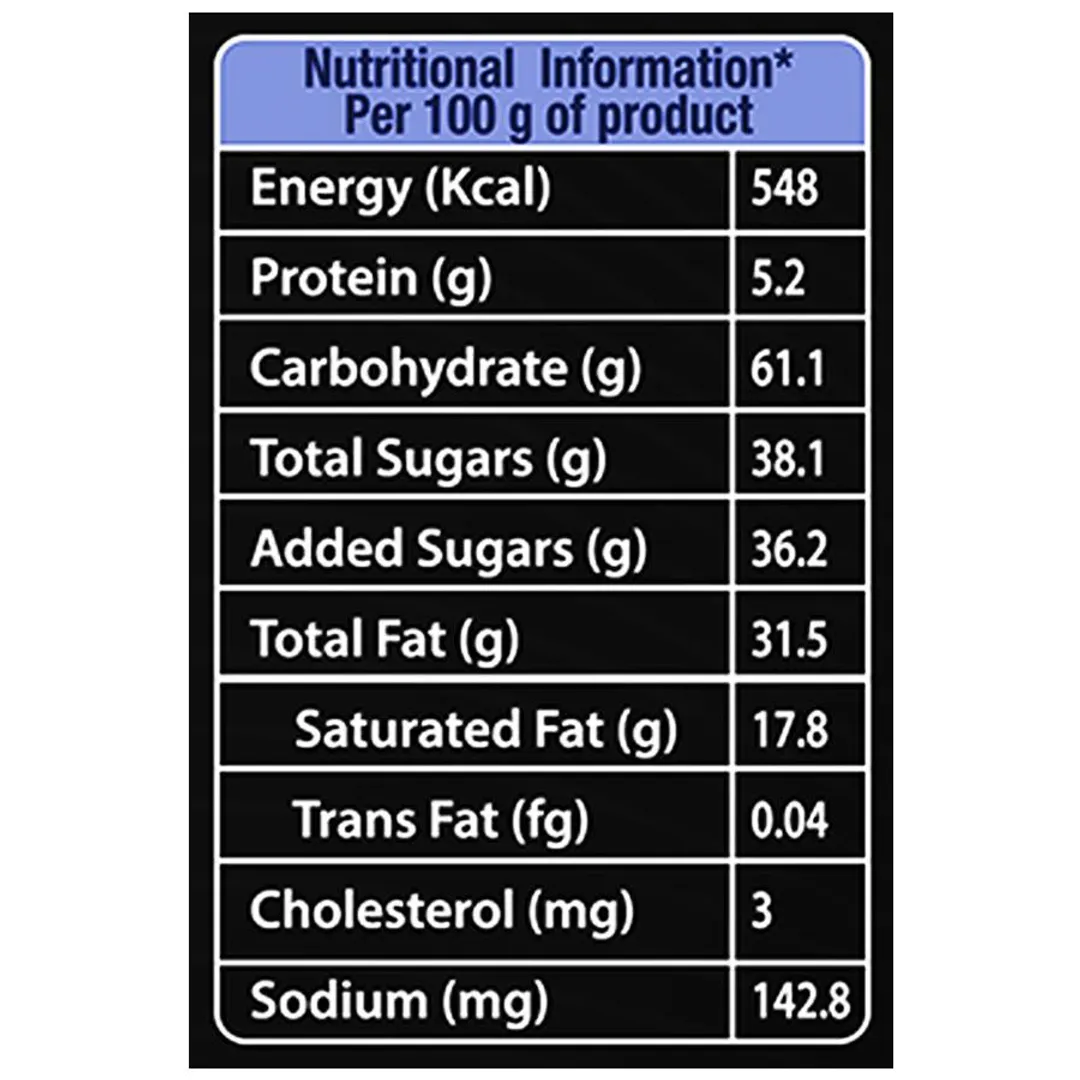 Nutritional Information*
Per 100 g of product
Energy (Kcal) 548
Protein (g) 5.2
Carbohydrate (g) 61.1
Total Sugars (g) 38.1
Added Sugars (g) 36.2
Total Fat (g) 31.5
Saturated Fat (g) 17.8
Trans Fat (fg) 0.04
Cholesterol (mg) 3
Sodium (mg) 142.8